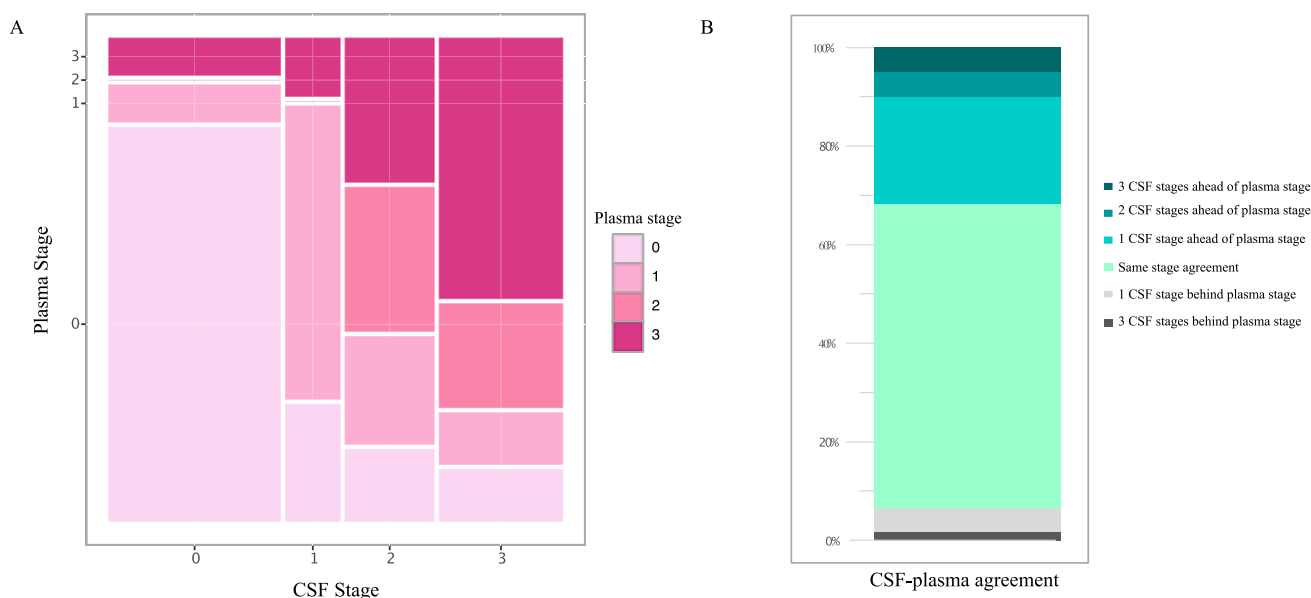 A
3
2
1
0
Plasma Stage
0
1
2
3
CSF Stage
Plasma stage
0
1
2
3
B
100%
80%
60%
40%
20%
0%
CSF-plasma agreement
3 CSF stages ahead of plasma stage
2 CSF stages ahead of plasma stage
1 CSF stage ahead of plasma stage
Same stage agreement
1 CSF stage behind plasma stage
3 CSF stages behind plasma stage